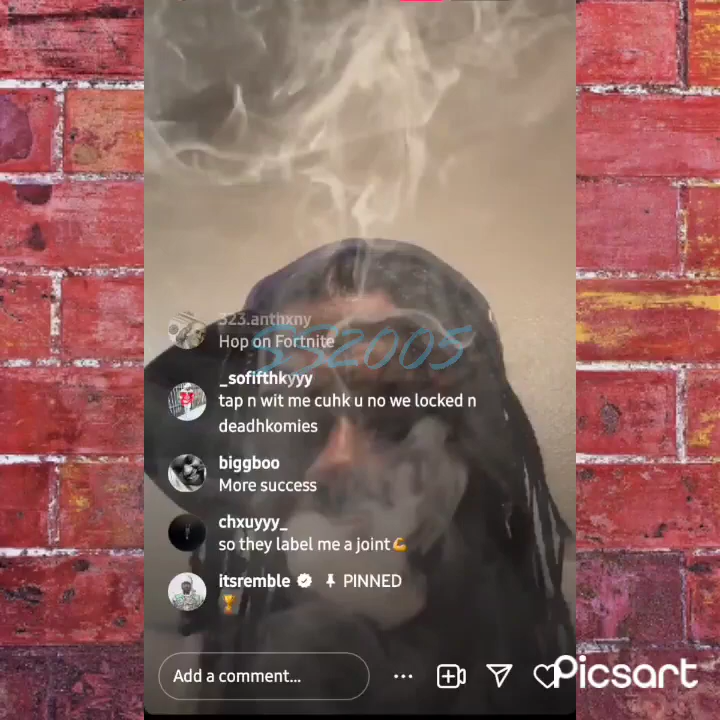 323.anthxny
Hop on Fortnite
SS2005
_sofifthkyyy
tap n wit me cuhk u no we locked n
deadhkomies
biggboo
More success
chxuyyy_
so they label me a joint💪
itsremble PINNED
🏆
Add a comment...
Picsart